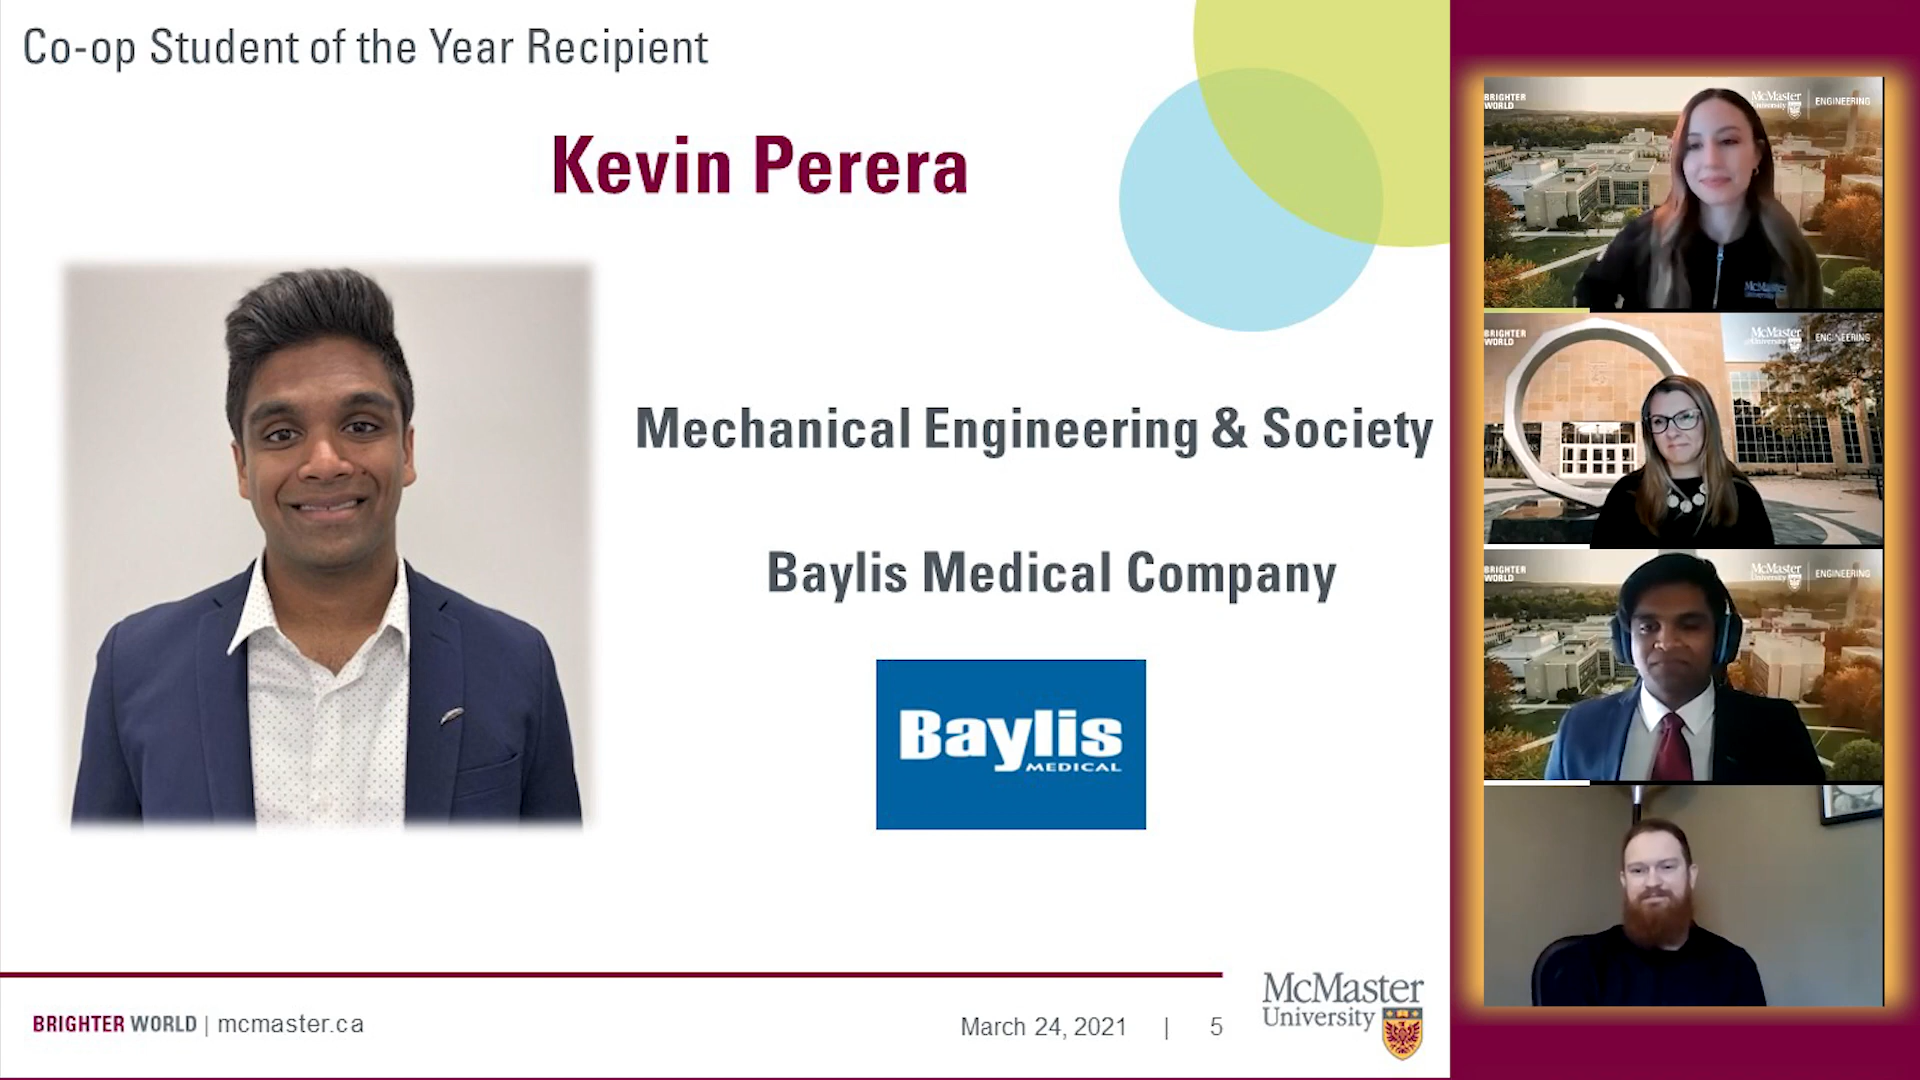 Co-op Student of the Year Recipient
Kevin Perera
Mechanical Engineering & Society
Baylis Medical Company
Baylis
MEDICAL
BRIGHTER WORLD | mcmaster.ca
March 24, 2021 | 5
McMaster
University
BRIGHTER
WORLD
McMaster
University
ENGINEERING
McMaster
University
BRIGHTER
WORLD
McMaster
University
ENGINEERING
BRIGHTER
WORLD
McMaster
University
ENGINEERING